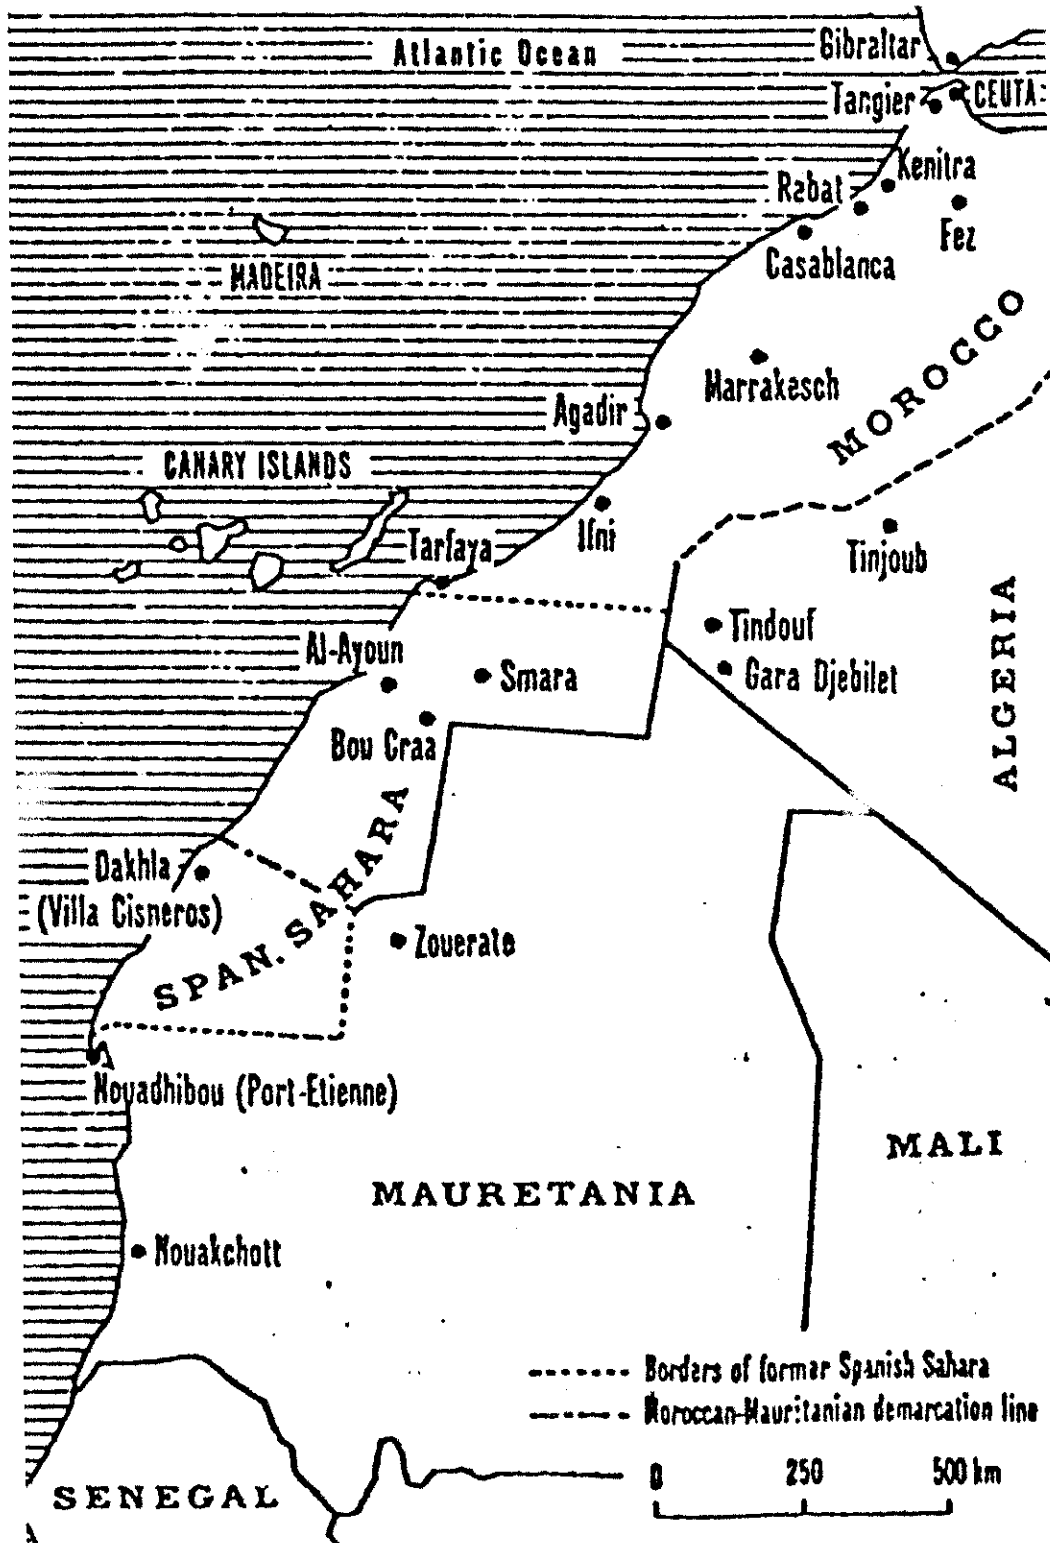 Atlantic Ocean
Gibraltar
Tangier
CEUTA
Kenitra
Rabat
Fez
Casablanca
MADEIRA
MOROCCO
Marrakesch
Agadir
CANARY ISLANDS
Ifni
Tarfaya
Tinjoub
ALGERIA
Tindouf
Al-Ayoun
Smara
Gara Djebilet
Bou Craa
Dakhla
(Villa Cisneros)
SPAN. SAHARA
Zouerate
Nouadhibou (Port-Etienne)
MALI
MAURETANIA
Nouakchott
Borders of former Spanish Sahara
Moroccan-Mauritanian demarcation line
0 250 500 km
SENEGAL